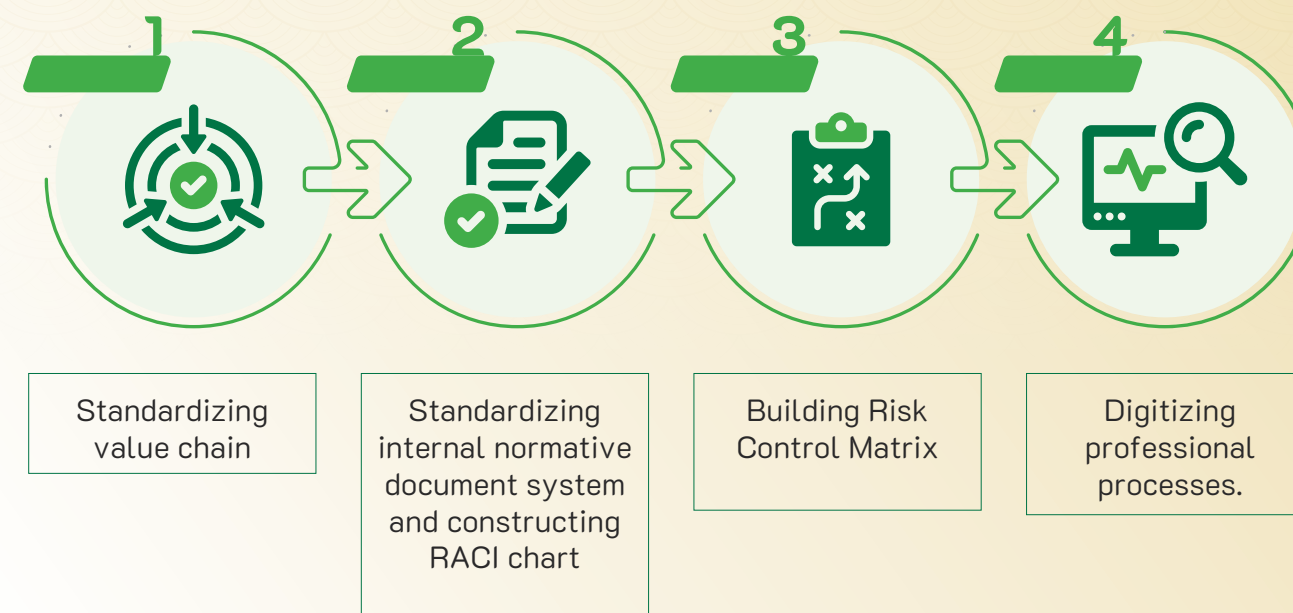 1
2
3
4
Standardizing
value chain
Standardizing
internal normative
document system
and constructing
RACI chart
Building Risk
Control Matrix
Digitizing
professional
processes.